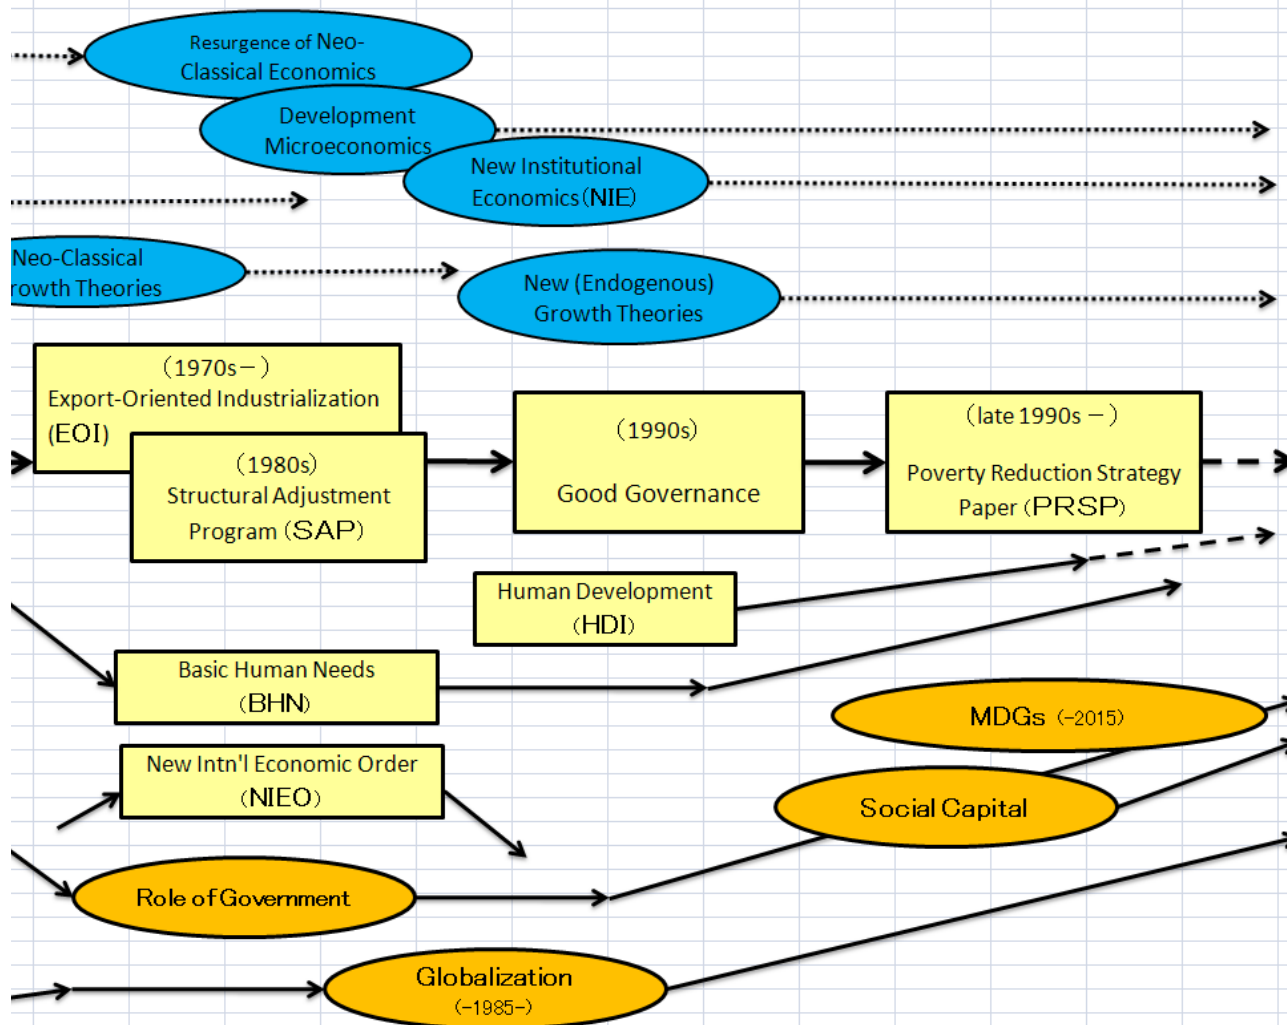 Resurgence of Neo-
Classical Economics
Development
Microeconomics
New Institutional
Economics(NIE)
Neo-Classical
rowth Theories
New (Endogenous)
Growth Theories
(1970s−)
Export-Oriented Industrialization
(EOI)
(1980s)
Structural Adjustment
Program (SAP)
(1990s)
Good Governance
(late 1990s −)
Poverty Reduction Strategy
Paper (PRSP)
Human Development
(HDI)
Basic Human Needs
(BHN)
New Intn'l Economic Order
(NIEO)
MDGs (-2015)
Social Capital
Role of Government
Globalization
(-1985-)